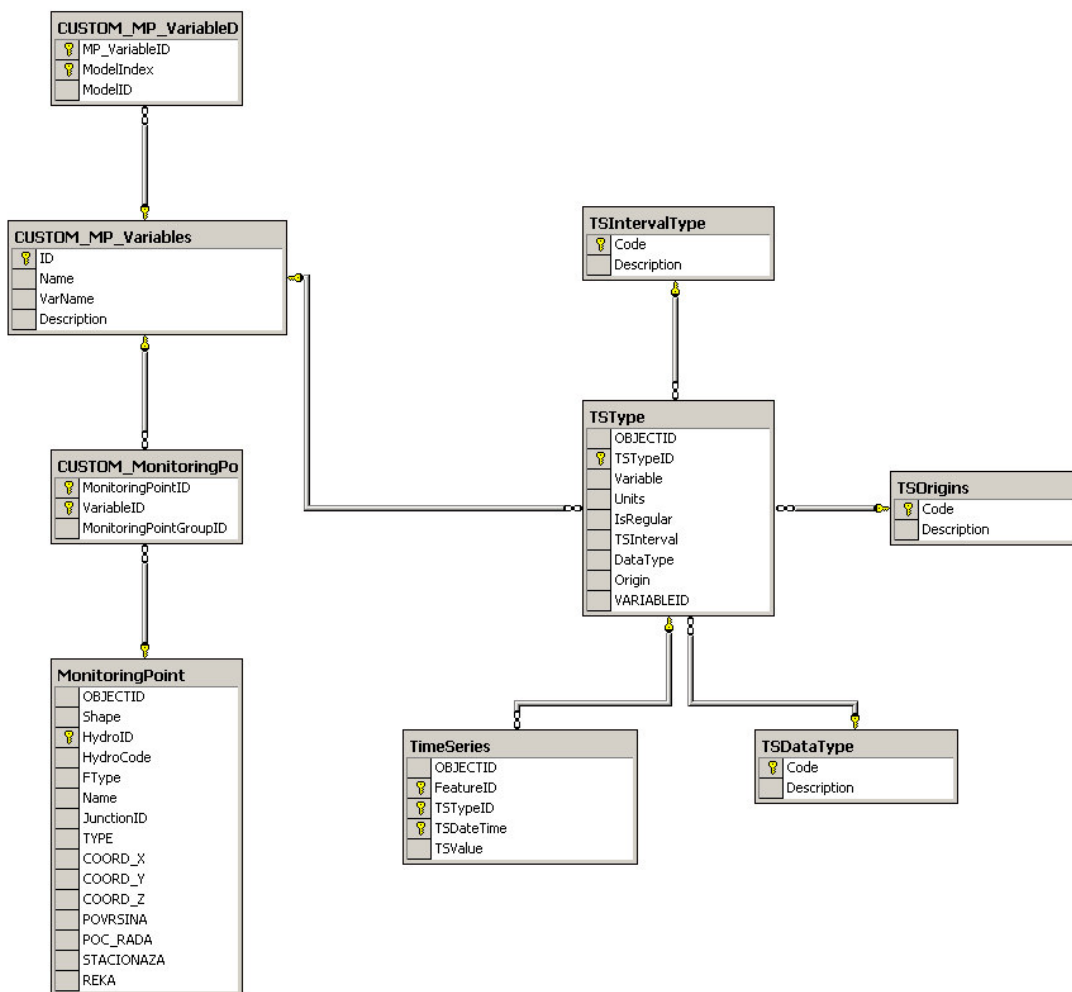 CUSTOM_MP_VariableD
MP_VariableID
ModelIndex
ModelID
CUSTOM_MP_Variables
ID
Name
VarName
Description
CUSTOM_MonitoringPo
MonitoringPointID
VariableID
MonitoringPointGroupID
MonitoringPoint
OBJECTID
Shape
HydroID
HydroCode
FType
Name
JunctionID
TYPE
COORD_X
COORD_Y
COORD_Z
POVRSINA
POC_RADA
STACIONAZA
REKA
TSIntervalType
Code
Description
TSType
OBJECTID
TSTypeID
Variable
Units
IsRegular
TSInterval
DataType
Origin
VARIABLEID
TSOrigins
Code
Description
TimeSeries
OBJECTID
FeatureID
TSTypeID
TSDateTime
TSValue
TSDataType
Code
Description